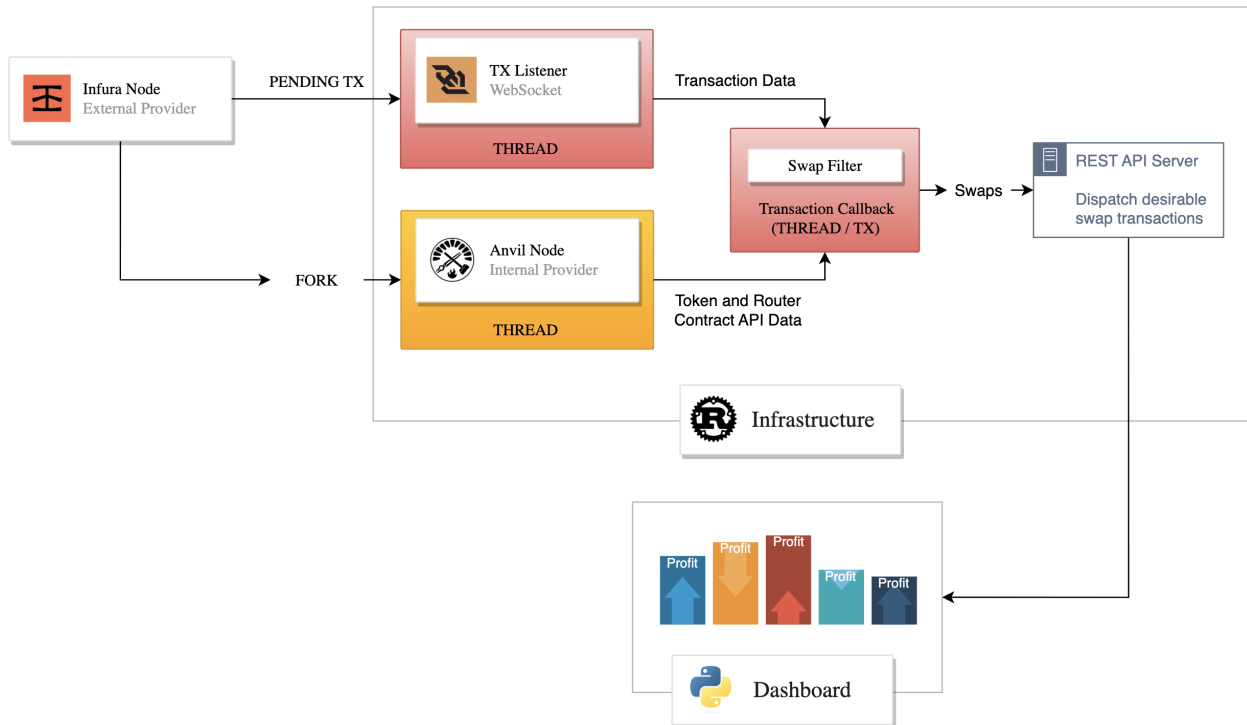 Infura Node
External Provider
PENDING TX
TX Listener
WebSocket
THREAD
Transaction Data
Swap Filter
Transaction Callback
(THREAD / TX)
Swaps
REST API Server
Dispatch desirable
swap transactions
FORK
Anvil Node
Internal Provider
THREAD
Token and Router
Contract API Data
R
Infrastructure
Profit
Profit
Profit
Profit
Profit
Dashboard